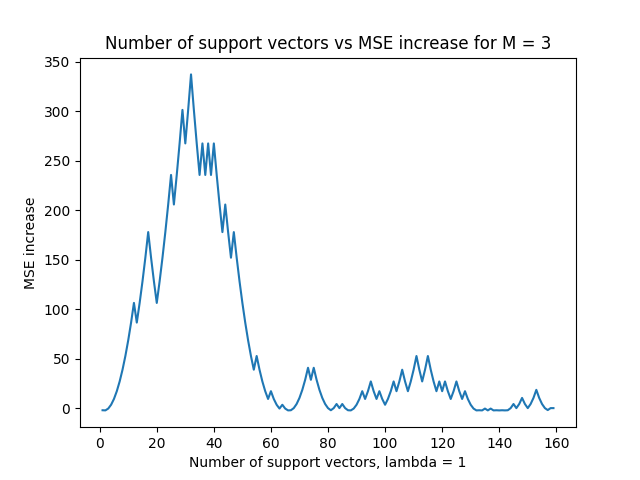 Number of support vectors vs MSE increase for M = 3
350
300
250
200
150
100
50
0
MSE increase
0 20 40 60 80 100 120 140 160
Number of support vectors, lambda = 1